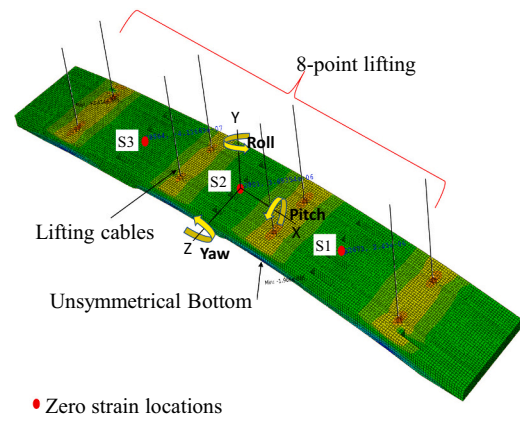 8-point lifting
Y
Roll
S3
S2
Pitch
X
S1
Lifting cables
Z
Yaw
Unsymmetrical Bottom
Zero strain locations